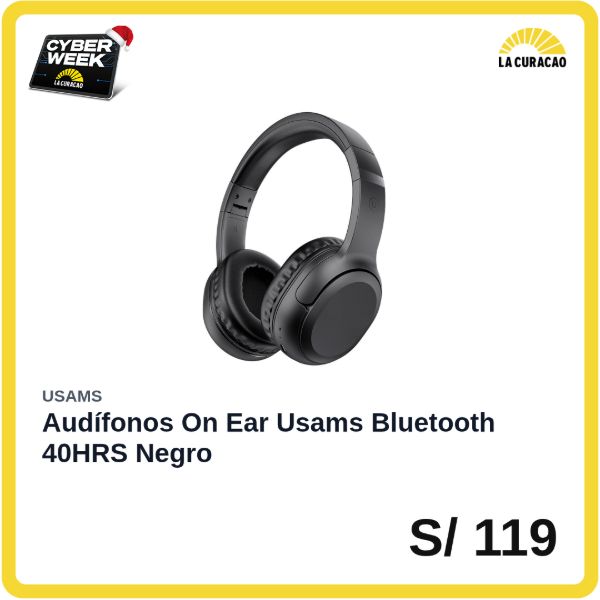 CYBER
WEEK
LA CURACAO
LA CURACAO
USAMS
Audífonos On Ear Usams Bluetooth
40HRS Negro
S/ 119